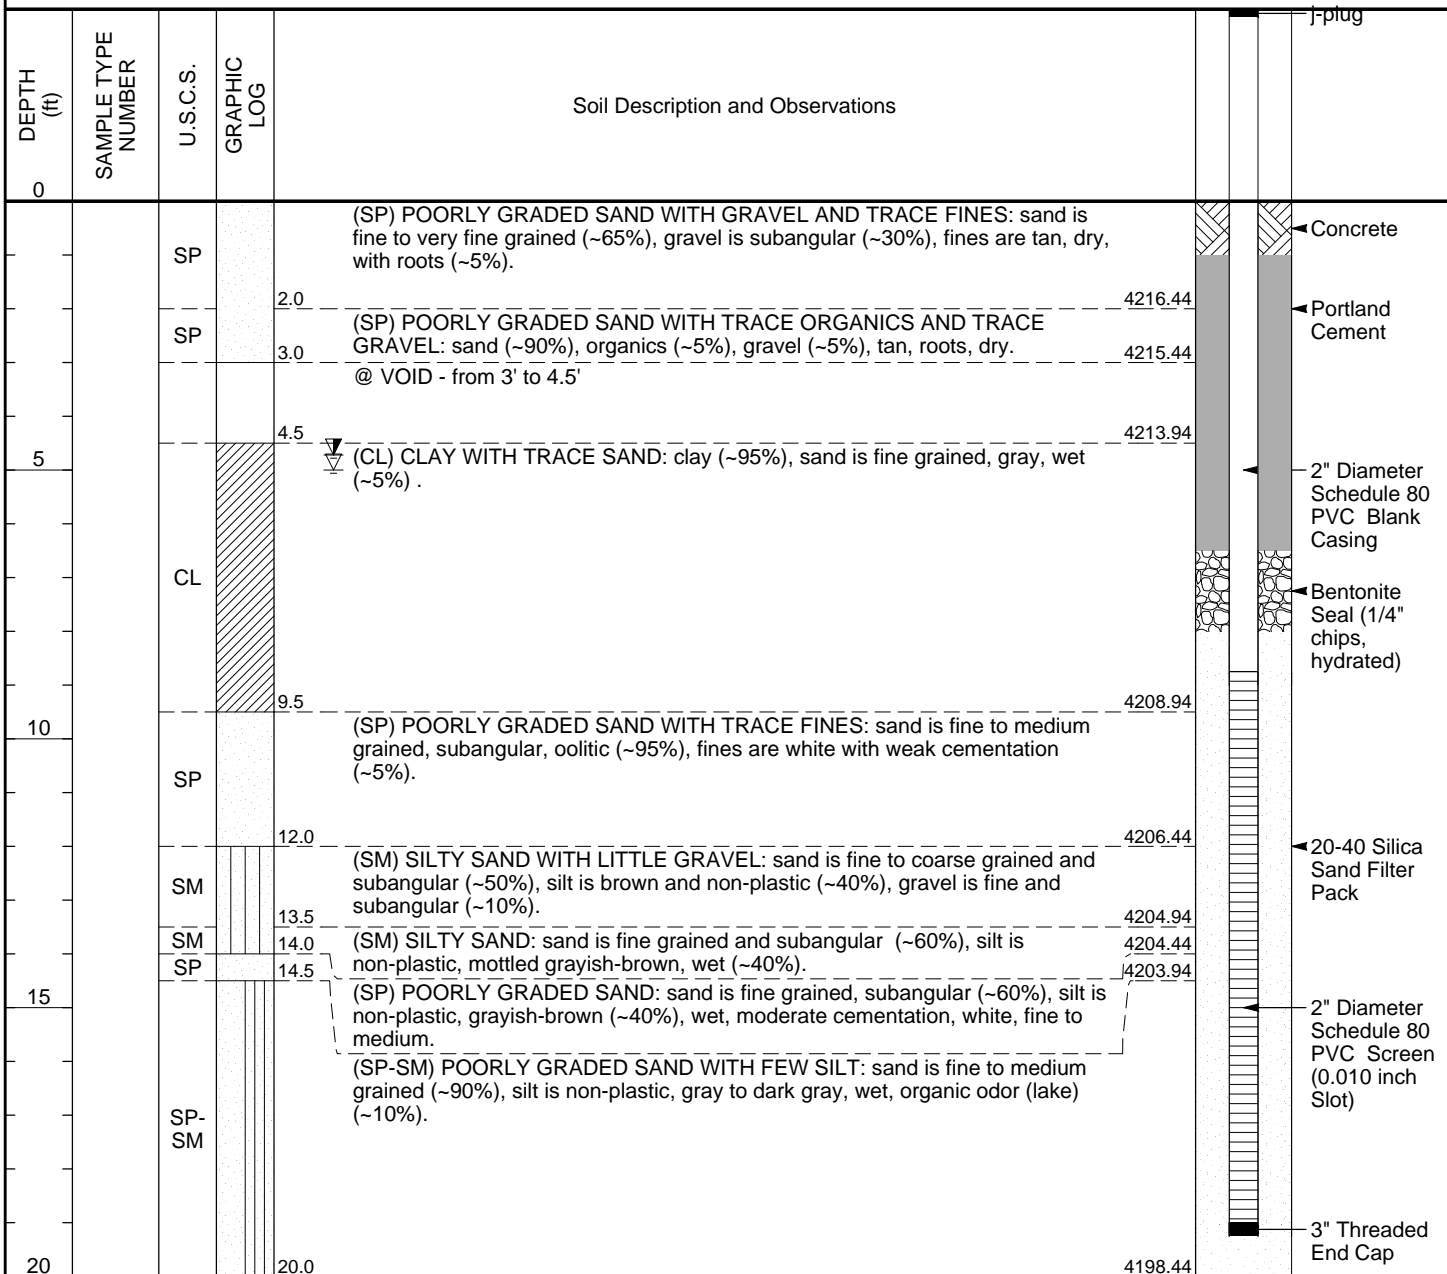 j-plug
DEPTH
(ft)
SAMPLE TYPE
NUMBER
U.S.C.S.
GRAPHIC
LOG
Soil Description and Observations
0
(SP) POORLY GRADED SAND WITH GRAVEL AND TRACE FINES: sand is
fine to very fine grained (~65%), gravel is subangular (~30%), fines are tan, dry,
with roots (~5%).
SP
Concrete
2.0
4216.44
Portland
Cement
(SP) POORLY GRADED SAND WITH TRACE ORGANICS AND TRACE
GRAVEL: sand (~90%), organics (~5%), gravel (~5%), tan, roots, dry.
SP
3.0
4215.44
@ VOID - from 3' to 4.5'
4.5
4213.94
5
(CL) CLAY WITH TRACE SAND: clay (~95%), sand is fine grained, gray, wet
(~5%) .
2" Diameter
Schedule 80
PVC Blank
Casing
CL
Bentonite
Seal (1/4"
chips,
hydrated)
9.5
4208.94
10
(SP) POORLY GRADED SAND WITH TRACE FINES: sand is fine to medium
grained, subangular, oolitic (~95%), fines are white with weak cementation
(~5%).
SP
12.0
4206.44
20-40 Silica
Sand Filter
Pack
(SM) SILTY SAND WITH LITTLE GRAVEL: sand is fine to coarse grained and
subangular (~50%), silt is brown and non-plastic (~40%), gravel is fine and
subangular (~10%).
SM
13.5
4204.94
SM
(SM) SILTY SAND: sand is fine grained and subangular (~60%), silt is
non-plastic, mottled grayish-brown, wet (~40%).
14.0
4204.44
SP
14.5
4203.94
15
(SP) POORLY GRADED SAND: sand is fine grained, subangular (~60%), silt is
non-plastic, grayish-brown (~40%), wet, moderate cementation, white, fine to
medium.
2" Diameter
Schedule 80
PVC Screen
(0.010 inch
Slot)
(SP-SM) POORLY GRADED SAND WITH FEW SILT: sand is fine to medium
grained (~90%), silt is non-plastic, gray to dark gray, wet, organic odor (lake)
(~10%).
SP-
SM
3" Threaded
End Cap
20
20.0
4198.44